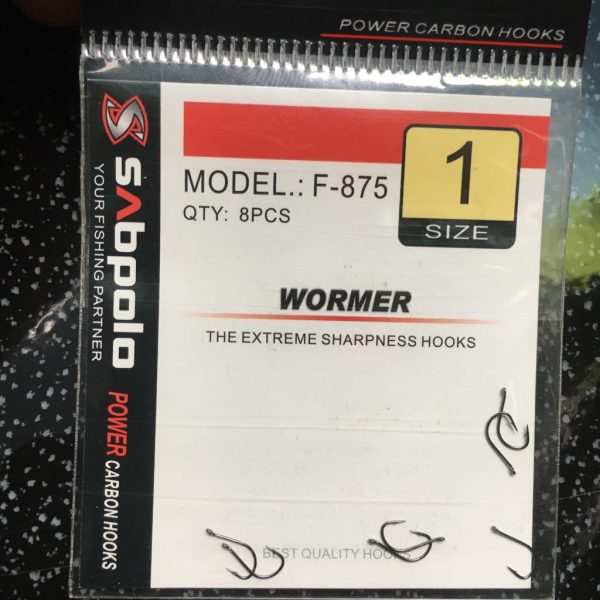 POWER CARBON HOOKS
MODEL.: F-875
QTY: 8PCS
1
SIZE
WORMER
THE EXTREME SHARPNESS HOOKS
BEST QUALITY HOOKS
Sabpolo
YOUR FISHING PARTNER
POWER CARBON HOOKS